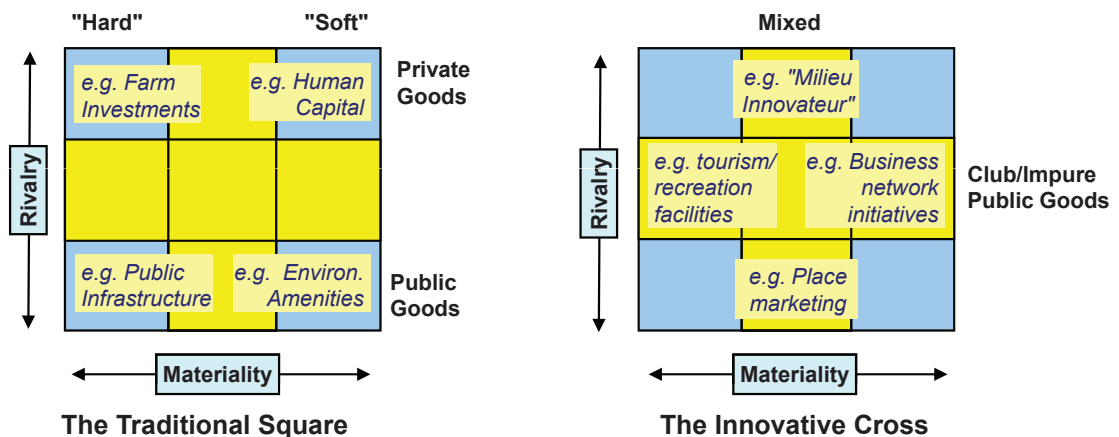 "Hard"
"Soft"
Private
Goods
e.g. Farm
Investments
e.g. Human
Capital
Rivalry
e.g. Public
Infrastructure
e.g. Environ.
Amenities
Public
Goods
Materiality
The Traditional Square
Mixed
e.g. "Milieu
Innovateur"
e.g. tourism/
recreation
facilities
e.g. Business
network
initiatives
Club/Impure
Public Goods
Rivalry
e.g. Place
marketing
Materiality
The Innovative Cross